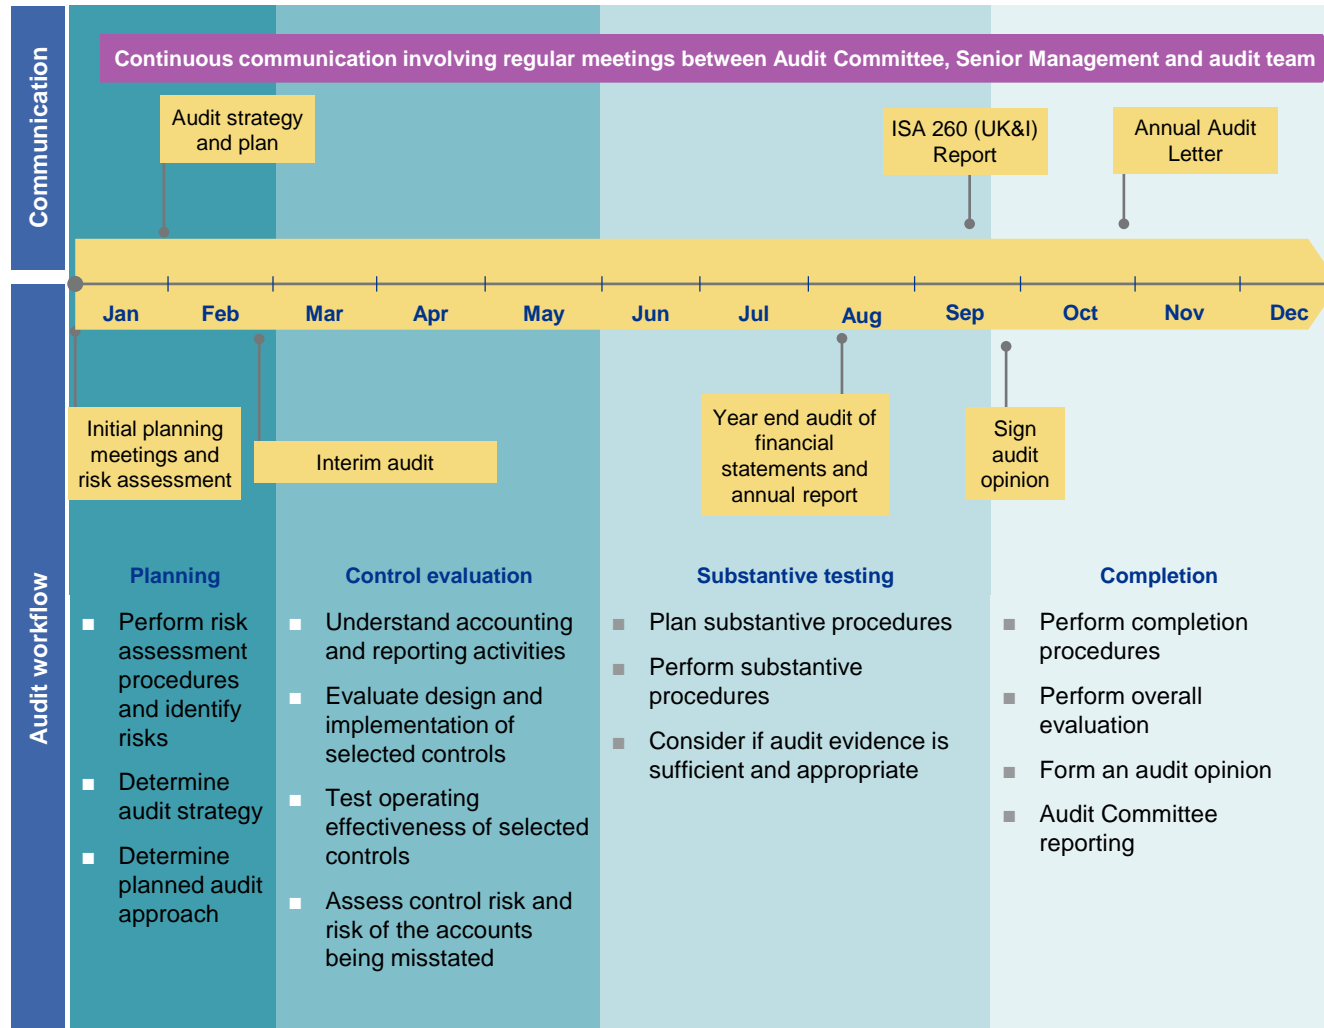 Communication
Continuous communication involving regular meetings between Audit Committee, Senior Management and audit team
Audit strategy
and plan
ISA 260 (UK&I)
Report
Annual Audit
Letter
Jan
Feb
Mar
Apr
May
Jun
Jul
Aug
Sep
Oct
Nov
Dec
Audit workflow
Initial planning
meetings and
risk assessment
Interim audit
Year end audit of
financial
statements and
annual report
Sign
audit
opinion
Planning
Perform risk
assessment
procedures
and identify
risks
Determine
audit strategy
Determine
planned audit
approach
Control evaluation
Understand accounting
and reporting activities
Evaluate design and
implementation of
selected controls
Test operating
effectiveness of selected
controls
Assess control risk and
risk of the accounts
being misstated
Substantive testing
Plan substantive procedures
Perform substantive
procedures
Consider if audit evidence is
sufficient and appropriate
Completion
Perform completion
procedures
Perform overall
evaluation
Form an audit opinion
Audit Committee
reporting